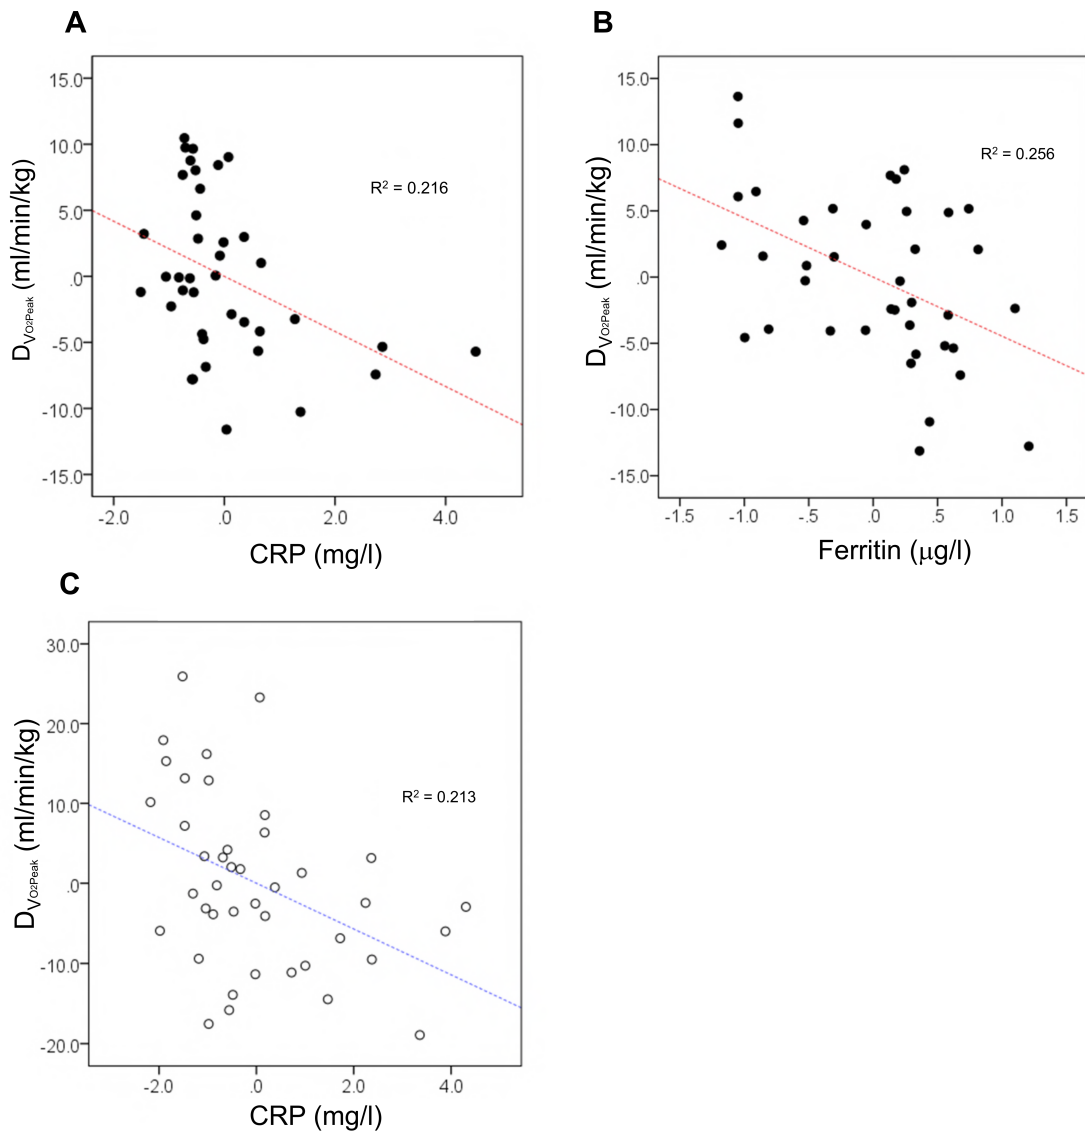 A
15.0
10.0
5.0
.0
-5.0
-10.0
-15.0
D VO2Peak (ml/min/kg)
R² = 0.216
-2.0 .0 2.0 4.0
CRP (mg/l)
B
15.0
10.0
5.0
.0
-5.0
-10.0
-15.0
D VO2Peak (ml/min/kg)
R² = 0.256
-1.5 -1.0 -.5 .0 .5 1.0 1.5
Ferritin (μg/l)
C
30.0
20.0
10.0
.0
-10.0
-20.0
D VO2Peak (ml/min/kg)
R² = 0.213
-2.0 .0 2.0 4.0
CRP (mg/l)